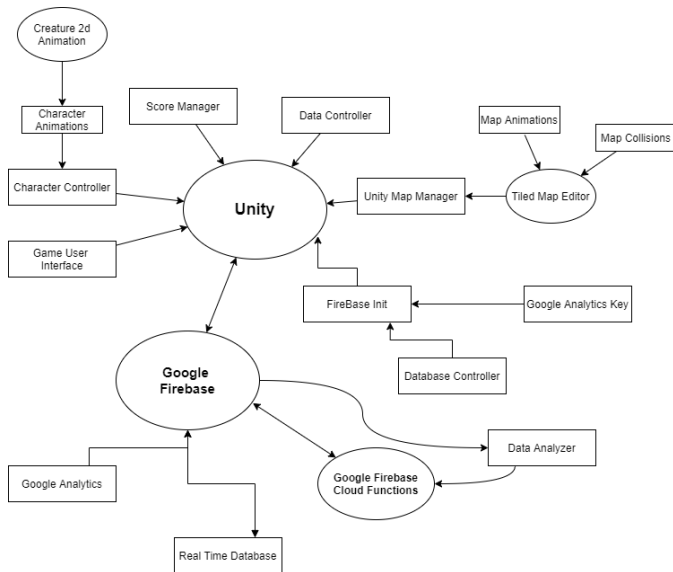 Creature 2d
Animation
Character
Animations
Score Manager
Data Controller
Map Animations
Map Collisions
Character Controller
Unity
Unity Map Manager
Tiled Map Editor
Game User
Interface
FireBase Init
Google Analytics Key
Database Controller
Google
Firebase
Data Analyzer
Google Analytics
Google Firebase
Cloud Functions
Real Time Database